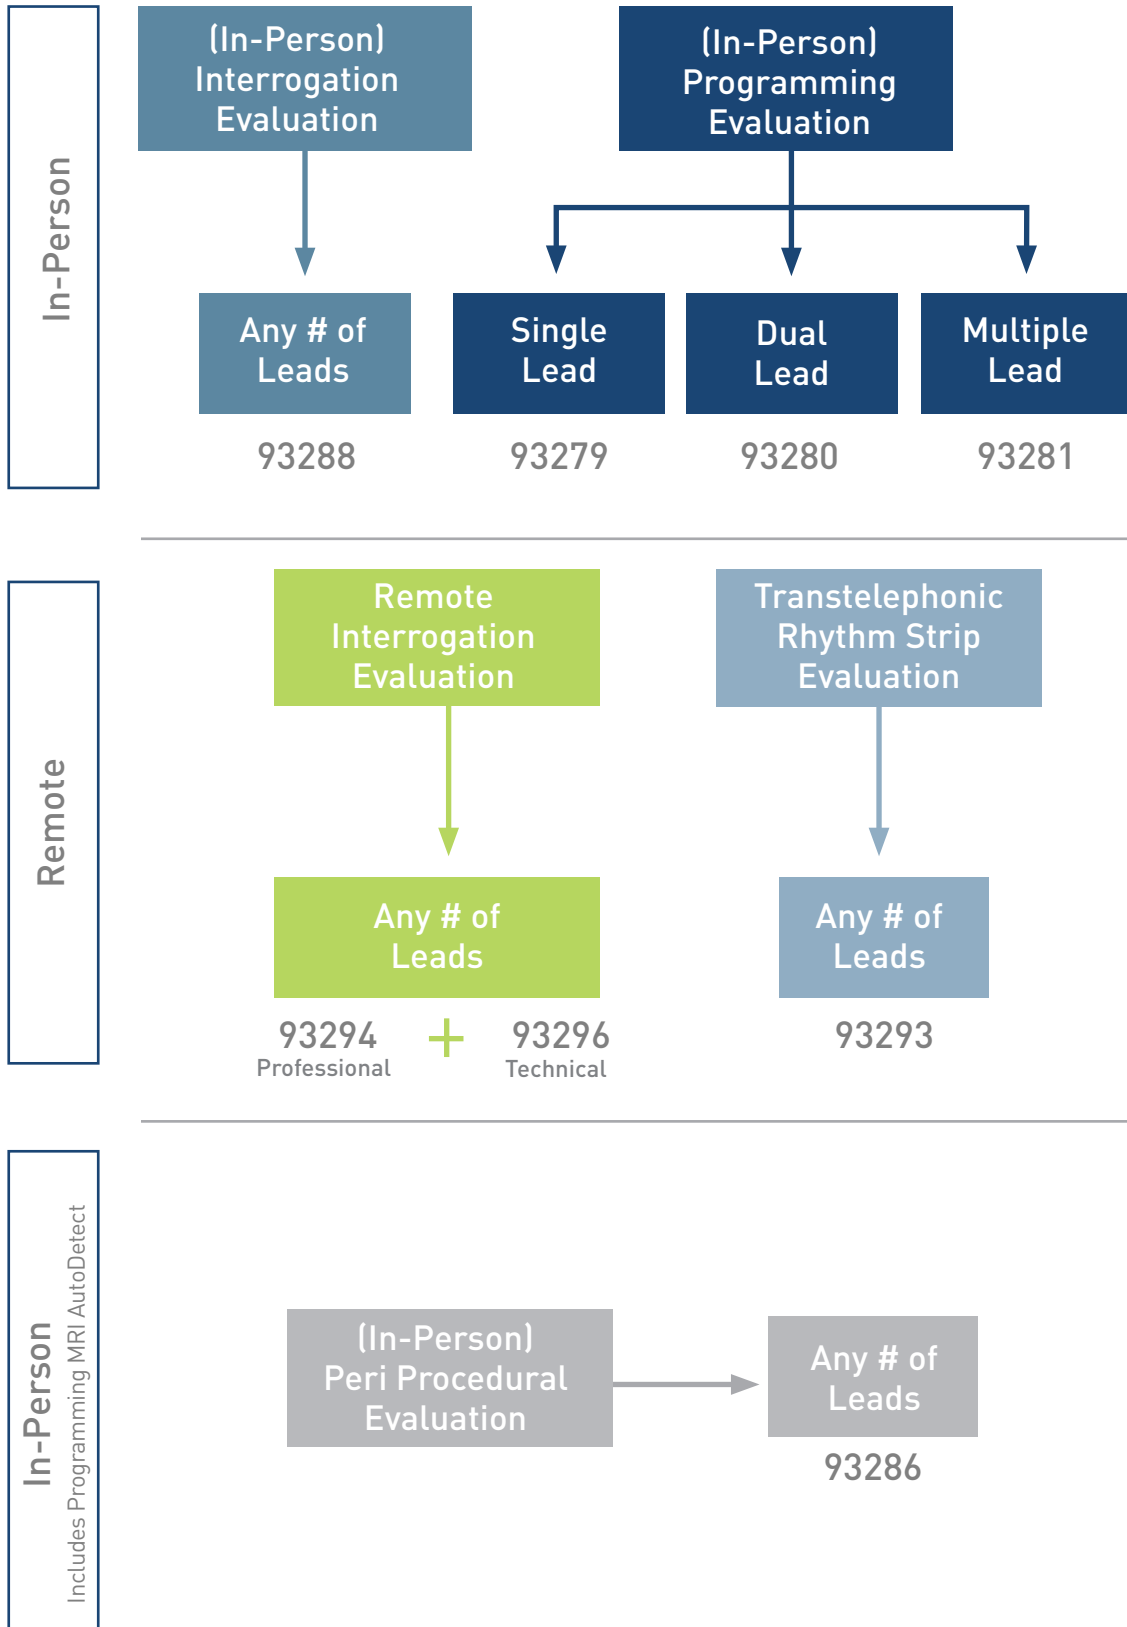 In-Person
(In-Person)
Interrogation
Evaluation
(In-Person)
Programming
Evaluation
Any # of
Leads
Single
Lead
Dual
Lead
Multiple
Lead
93288
93279
93280
93281
Remote
Remote
Interrogation
Evaluation
Transtelephonic
Rhythm Strip
Evaluation
Any # of
Leads
Any # of
Leads
93294 + 93296
Professional
Technical
93293
In-Person
Includes Programming MRI AutoDetect
(In-Person)
Peri Procedural
Evaluation
Any # of
Leads
93286